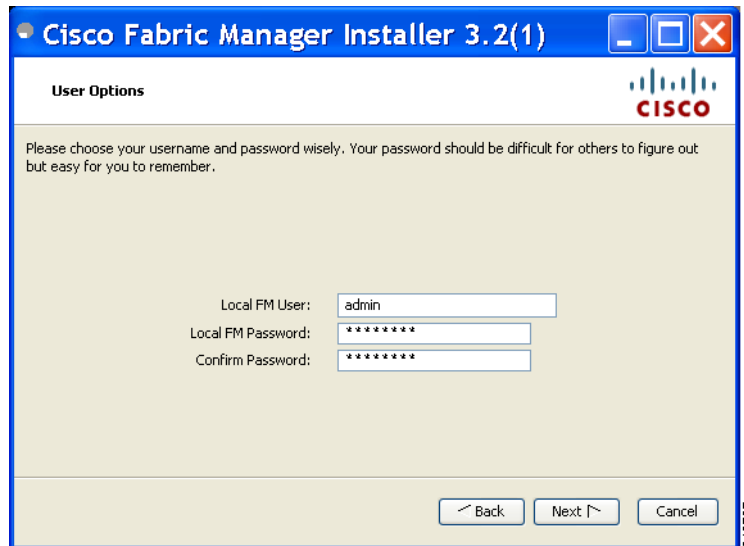 Cisco Fabric Manager Installer 3.2(1)
User Options
CISCO
Please choose your username and password wisely. Your password should be difficult for others to figure out
but easy for you to remember.
Local FM User: admin
Local FM Password: ********
Confirm Password: ********
Back Next Cancel